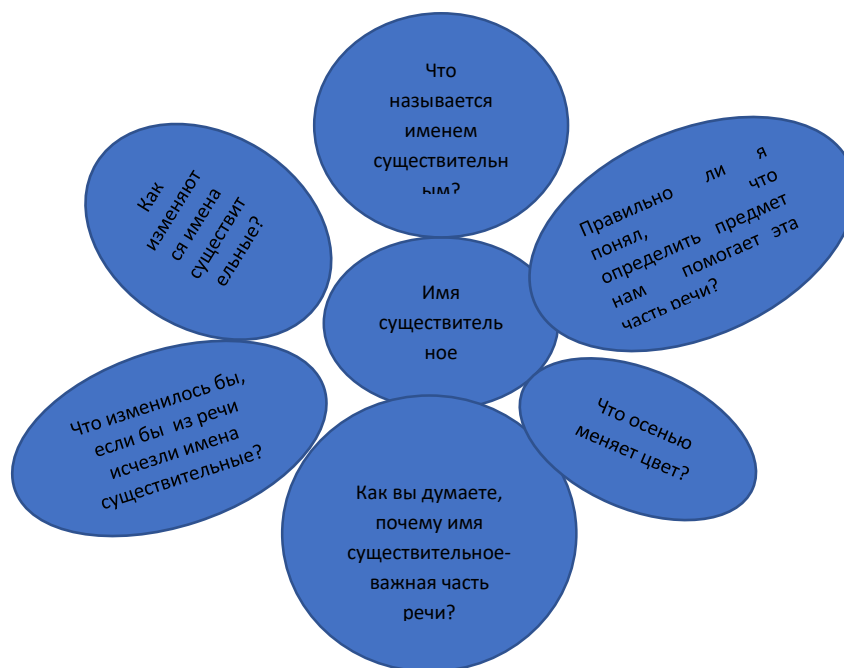 Что
называется
именем
существительн
ым?
Как
изменяют
ся имена
существит
ельные?
Правильно ли я
понял, что
определить предмет
нам помогает эта
часть речи?
Имя
существитель
ное
Что изменилось бы,
если бы из речи
исчезли имена
существительные?
Что осенью
меняет цвет?
Как вы думаете,
почему имя
существительное-
важная часть
речи?